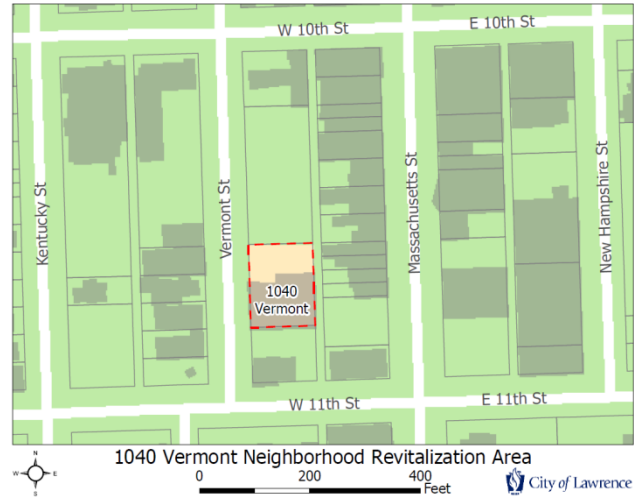 W 10th St
E 10th St
Kentucky St
Vermont St
Massachusetts St
New Hampshire St
1040
Vermont
W 11th St
E 11th St
1040 Vermont Neighborhood Revitalization Area
N
W
E
S
0 200 400
Feet
City of Lawrence